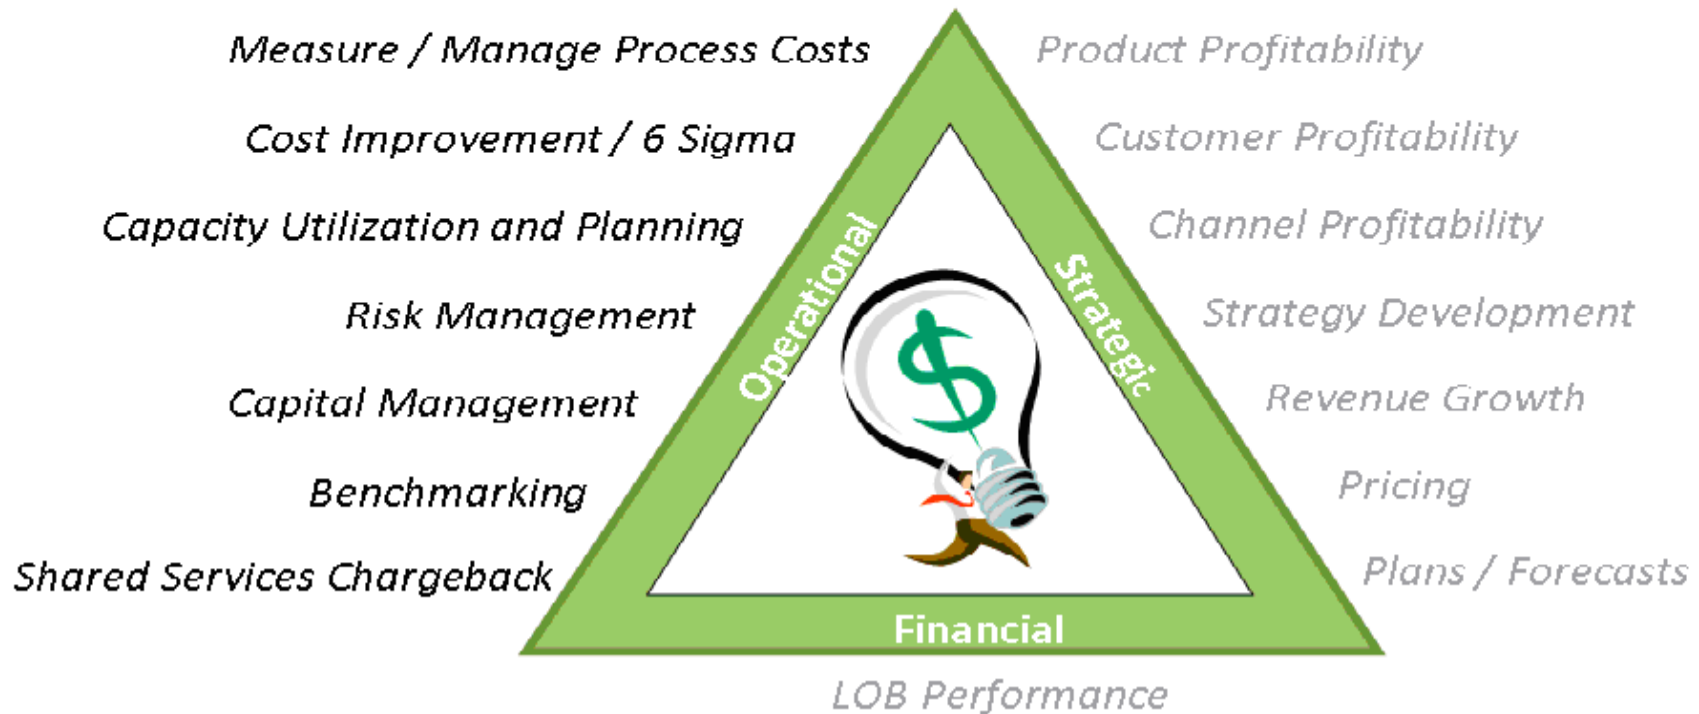 Measure / Manage Process Costs
Cost Improvement / 6 Sigma
Capacity Utilization and Planning
Risk Management
Capital Management
Benchmarking
Shared Services Chargeback
Operational
$
Strategic
Product Profitability
Customer Profitability
Channel Profitability
Strategy Development
Revenue Growth
Pricing
Plans / Forecasts
Financial
LOB Performance